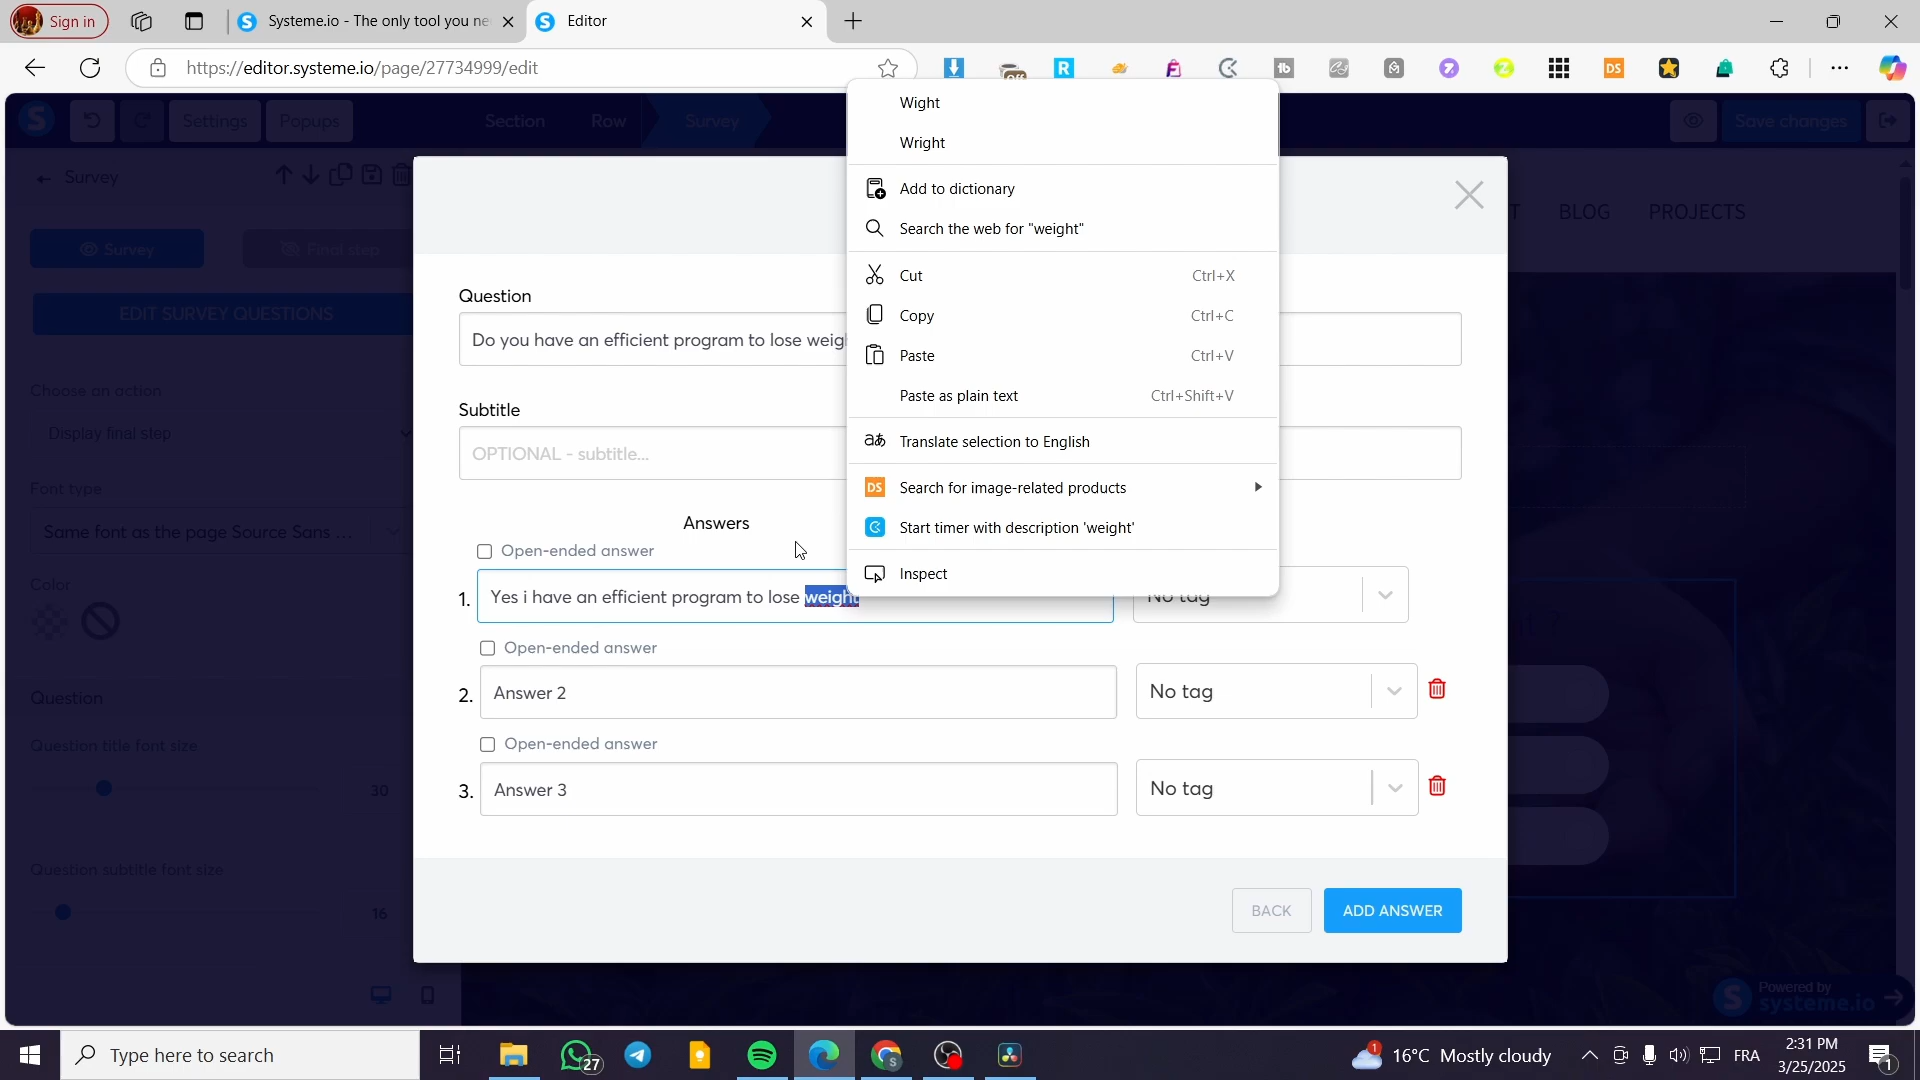 Sign in
Systeme.io - The only tool you ne
Editor
https://editor.systeme.io/page/27734999/edit
Settings
Popups
Section
Row
Survey
Save changes
Survey
BLOG
PROJECTS
Survey
Final step
EDIT SURVEY QUESTIONS
Choose an action
Display final step
Font type
Same font as the page Source Sans ...
Color
Question
Question title font size
30
Question subtitle font size
16
Question
Do you have an efficient program to lose weigh
Subtitle
OPTIONAL - subtitle...
Answers
Open-ended answer
1. Yes i have an efficient program to lose weight
No tag
Open-ended answer
2. Answer 2
No tag
Open-ended answer
3. Answer 3
No tag
BACK
ADD ANSWER
Wight
Wright
Add to dictionary
Search the web for "weight"
Cut Ctrl+X
Copy Ctrl+C
Paste Ctrl+V
Paste as plain text Ctrl+Shift+V
Translate selection to English
DS Search for image-related products
Start timer with description 'weight'
Inspect
Powered by
systeme.io
Type here to search
27
16°C Mostly cloudy
FRA
2:31 PM
3/25/2025
1